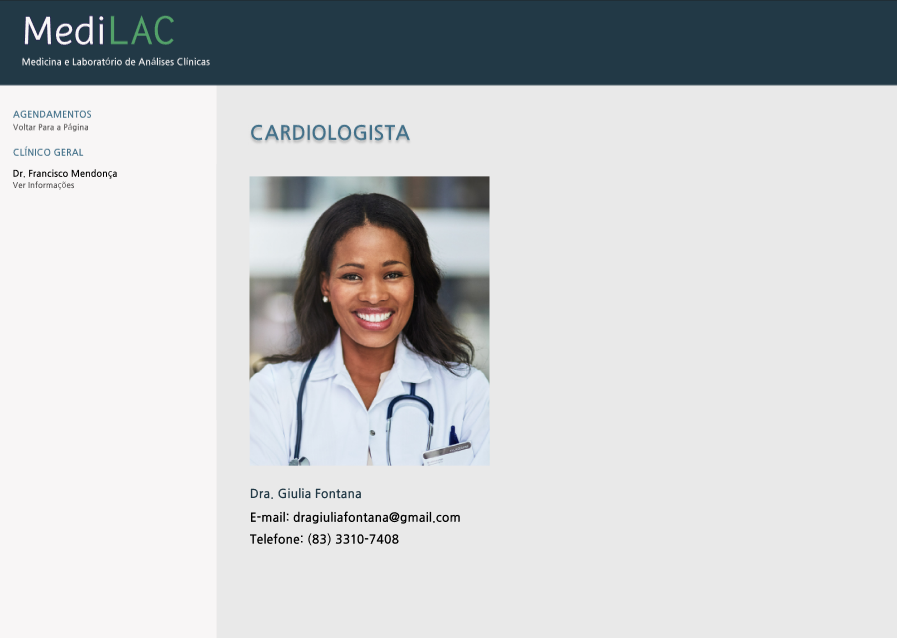 MediLAC
Medicina e Laboratório de Análises Clínicas
AGENDAMENTOS
Voltar Para a Página
CLÍNICO GERAL
Dr. Francisco Mendonça
Ver Informações
CARDIOLOGISTA
Dra. Giulia Fontana
E-mail: dragiuliafontana@gmail.com
Telefone: (83) 3310-7408